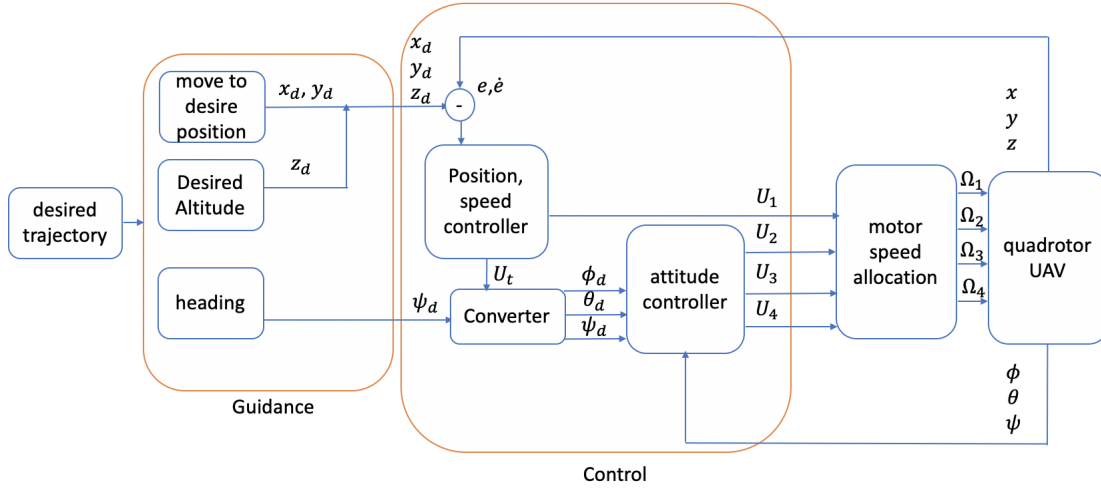 desired
trajectory
move to
desire
position
x_d, y_d
Desired
Altitude
z_d
heading
Guidance
x_d
y_d
z_d
-
e,ė
Position,
speed
controller
U_t
ψ_d
Converter
ϕ_d
θ_d
ψ_d
attitude
controller
U_1
U_2
U_3
U_4
Control
motor
speed
allocation
Ω_1
Ω_2
Ω_3
Ω_4
x
y
z
quadrotor
UAV
ϕ
θ
ψ